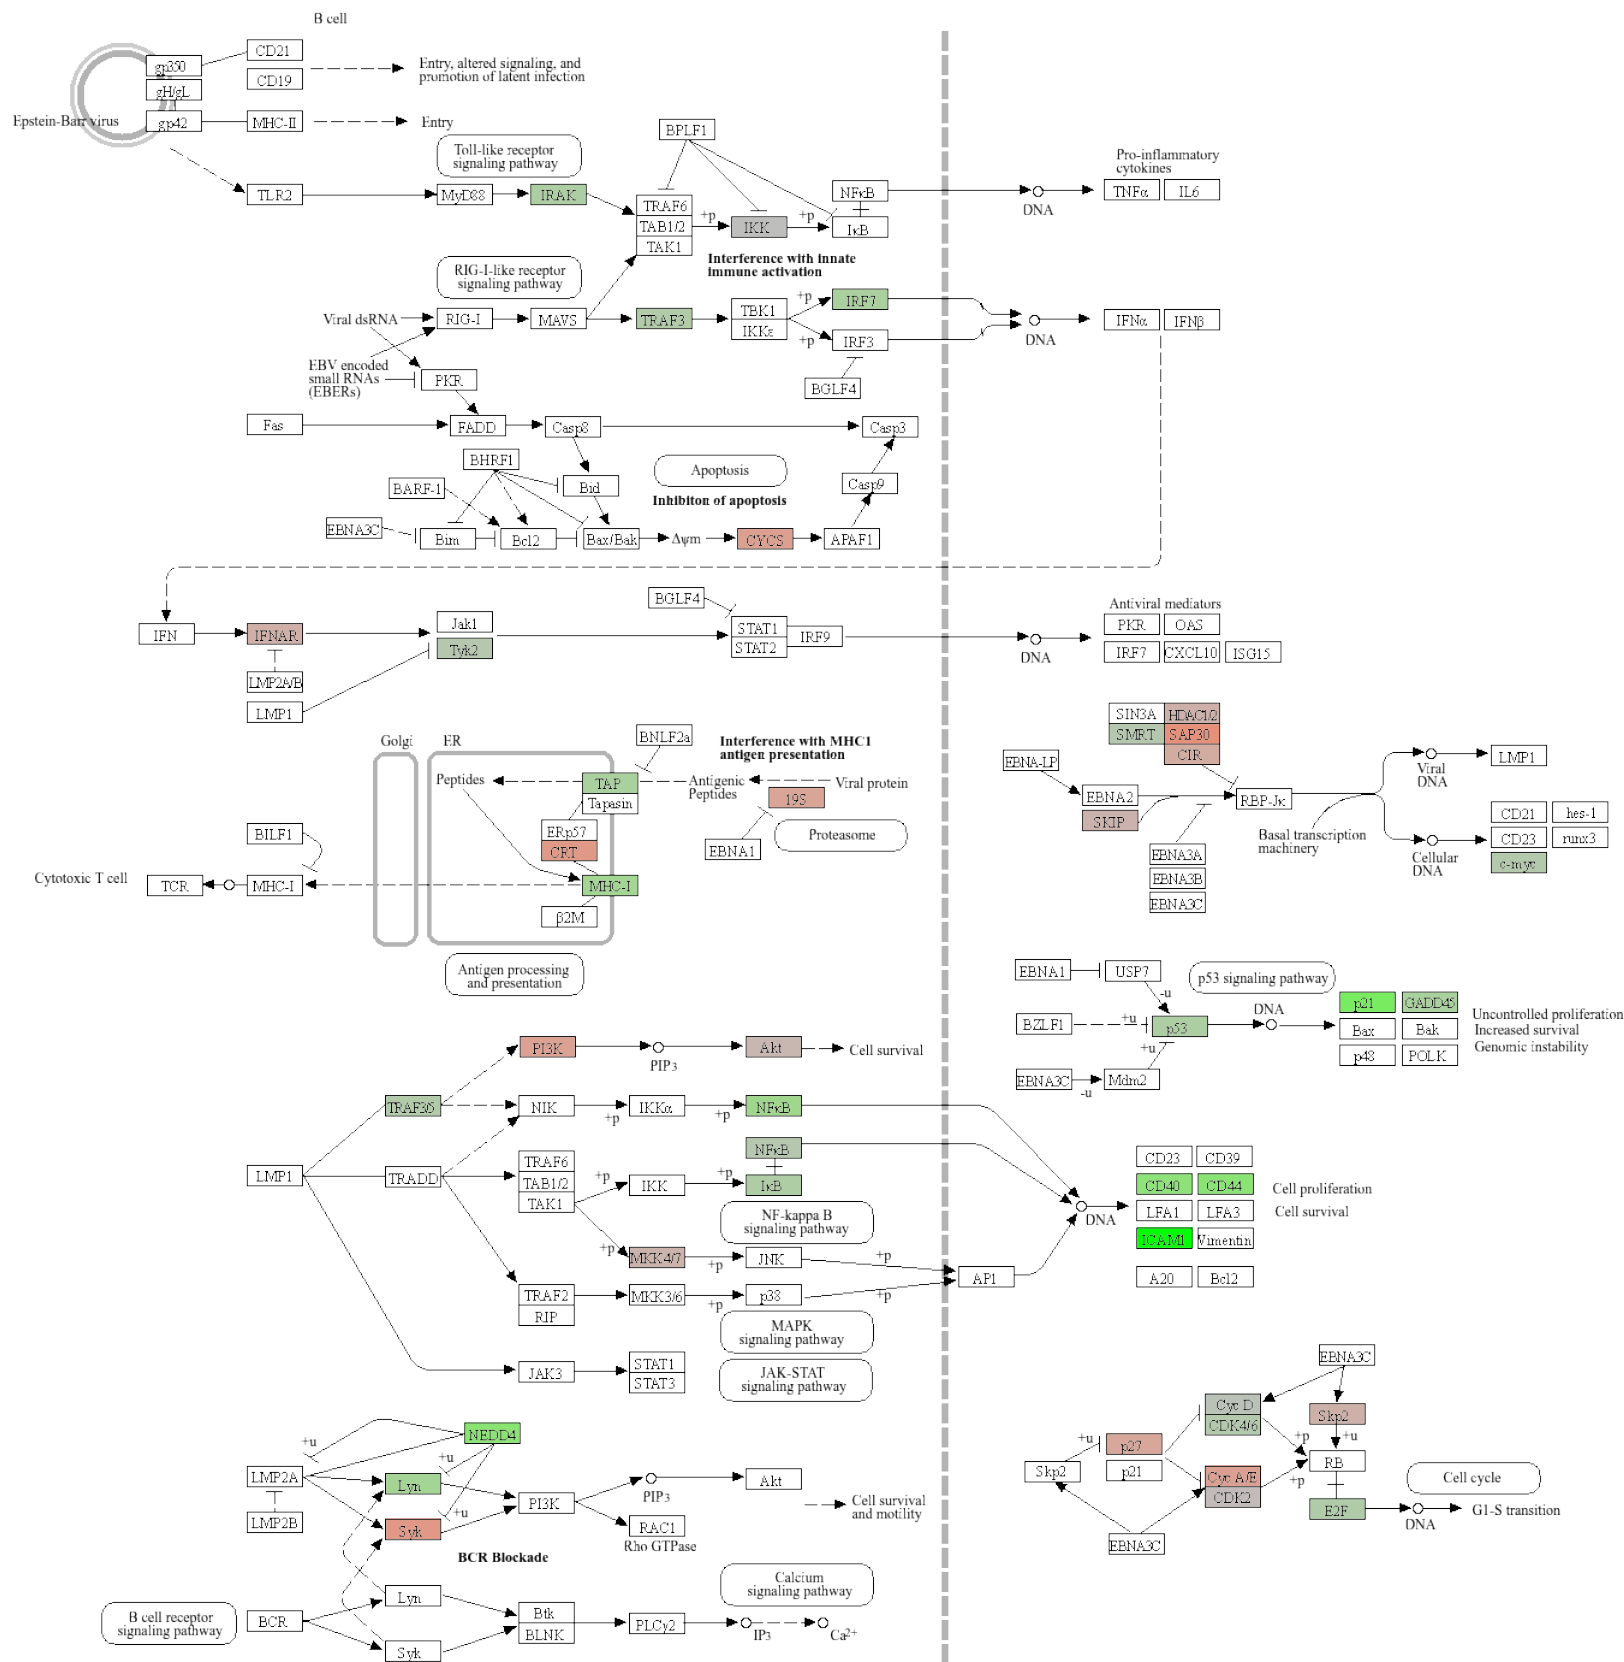 B cell
gp350
CD21
CD19
gH/gL
Entry, altered signaling, and
promotion of latent infection
Epstein-Barr virus
gp42
MHC-II
Entry
Toll-like receptor
signaling pathway
BPLF1
Pro-inflammatory
cytokines
TLR2
MyD88
IRAK
TRAF6
TAB1/2
TAK1
+p
IKK
+p
NFκB
IκB
DNA
TNFα
IL6
Interference with innate
immune activation
RIG-I-like receptor
signaling pathway
Viral dsRNA
RIG-I
MAVS
TRAF3
TBK1
IKKε
+p
IRF7
+p
IRF3
DNA
IFNα
IFNβ
EBV encoded
small RNAs
(EBERs)
PKR
BGLF4
Fas
FADD
Casp8
Casp3
BHRF1
Apoptosis
BARF-1
Bid
Casp9
Inhibiton of apoptosis
EBNA3C
Bim
Bcl2
Bax/Bak
Δψm
CYCS
APAF1
BGLF4
Antiviral mediators
IFN
IFNAR
Jak1
Tyk2
STAT1
STAT2
IRF9
DNA
PKR
OAS
IRF7
CXCL10
ISG15
LMP2A/B
LMP1
Golgi
ER
BNLF2a
Interference with MHC1
antigen presentation
Peptides
TAP
Tapasin
Antigenic
Peptides
Viral protein
19S
ERp57
CRT
EBNA1
Proteasome
BILF1
Cytotoxic T cell
TCR
MHC-I
MHC-I
β2M
Antigen processing
and presentation
SIN3A
HDAC1/2
SMRT
SAP30
CIR
EBNA-LP
EBNA2
SKIP
RBP-Jκ
EBNA3A
EBNA3B
EBNA3C
Basal transcription
machinery
Viral
DNA
LMP1
Cellular
DNA
CD21
hes-1
CD23
runx3
c-myc
EBNA1
USP7
p53 signaling pathway
-u
BZLF1
+u
p53
+u
DNA
EBNA3C
-u
Mdm2
p21
GADD45
Bax
Bak
p48
POLK
Uncontrolled proliferation
Increased survival
Genomic instability
PI3K
PIP3
Akt
Cell survival
TRAF3/5
NIK
+p
IKKα
+p
NFκB
LMP1
TRADD
TRAF6
TAB1/2
TAK1
+p
IKK
+p
NFκB
IκB
NF-kappa B
signaling pathway
+p
MKK4/7
+p
JNK
+p
TRAF2
RIP
MKK3/6
+p
p38
+p
AP1
MAPK
signaling pathway
JAK3
STAT1
STAT3
JAK-STAT
signaling pathway
DNA
CD23
CD39
CD40
CD44
LFA1
LFA3
ICAM1
Vimentin
A20
Bcl2
Cell proliferation
Cell survival
NEDD4
+u
LMP2A
LMP2B
+u
Lyn
+u
Syk
PI3K
PIP3
Akt
RAC1
Rho GTPase
Cell survival
and motility
BCR Blockade
B cell receptor
signaling pathway
BCR
Lyn
Syk
Btk
BLNK
PLCγ2
IP3
Ca2+
Calcium
signaling pathway
EBNA3C
Cyc D
CDK4/6
Skp2
+u
p27
p21
Skp2
+u
+p
RB
Cyc A/E
CDK2
+p
E2F
DNA
Cell cycle
G1-S transition
EBNA3C